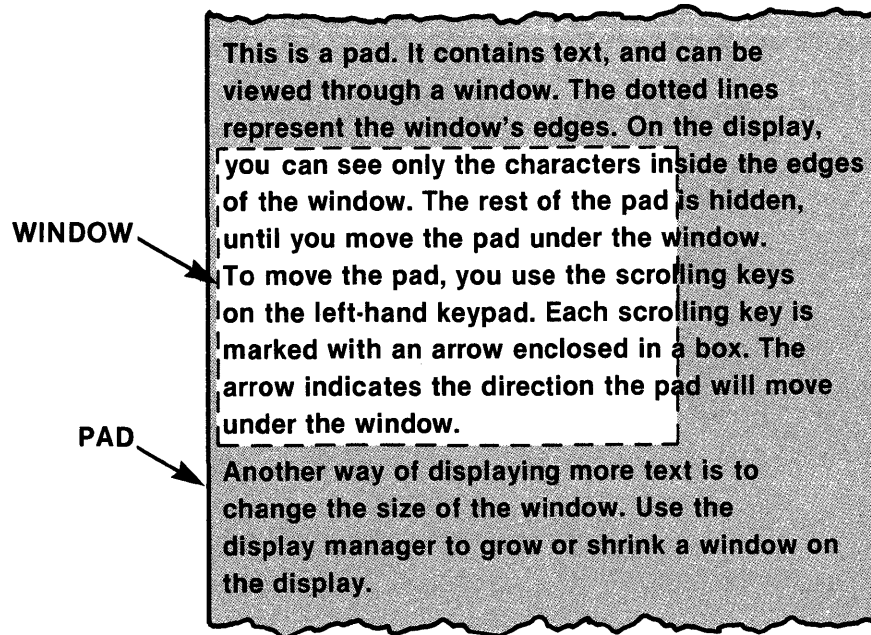 This is a pad. It contains text, and can be
viewed through a window. The dotted lines
represent the window's edges. On the display,
you can see only the characters inside the edges
of the window. The rest of the pad is hidden,
WINDOW
until you move the pad under the window.
To move the pad, you use the scrolling keys
on the left-hand keypad. Each scrolling key is
marked with an arrow enclosed in a box. The
arrow indicates the direction the pad will move
under the window.
PAD
Another way of displaying more text is to
change the size of the window. Use the
display manager to grow or shrink a window on
the display.